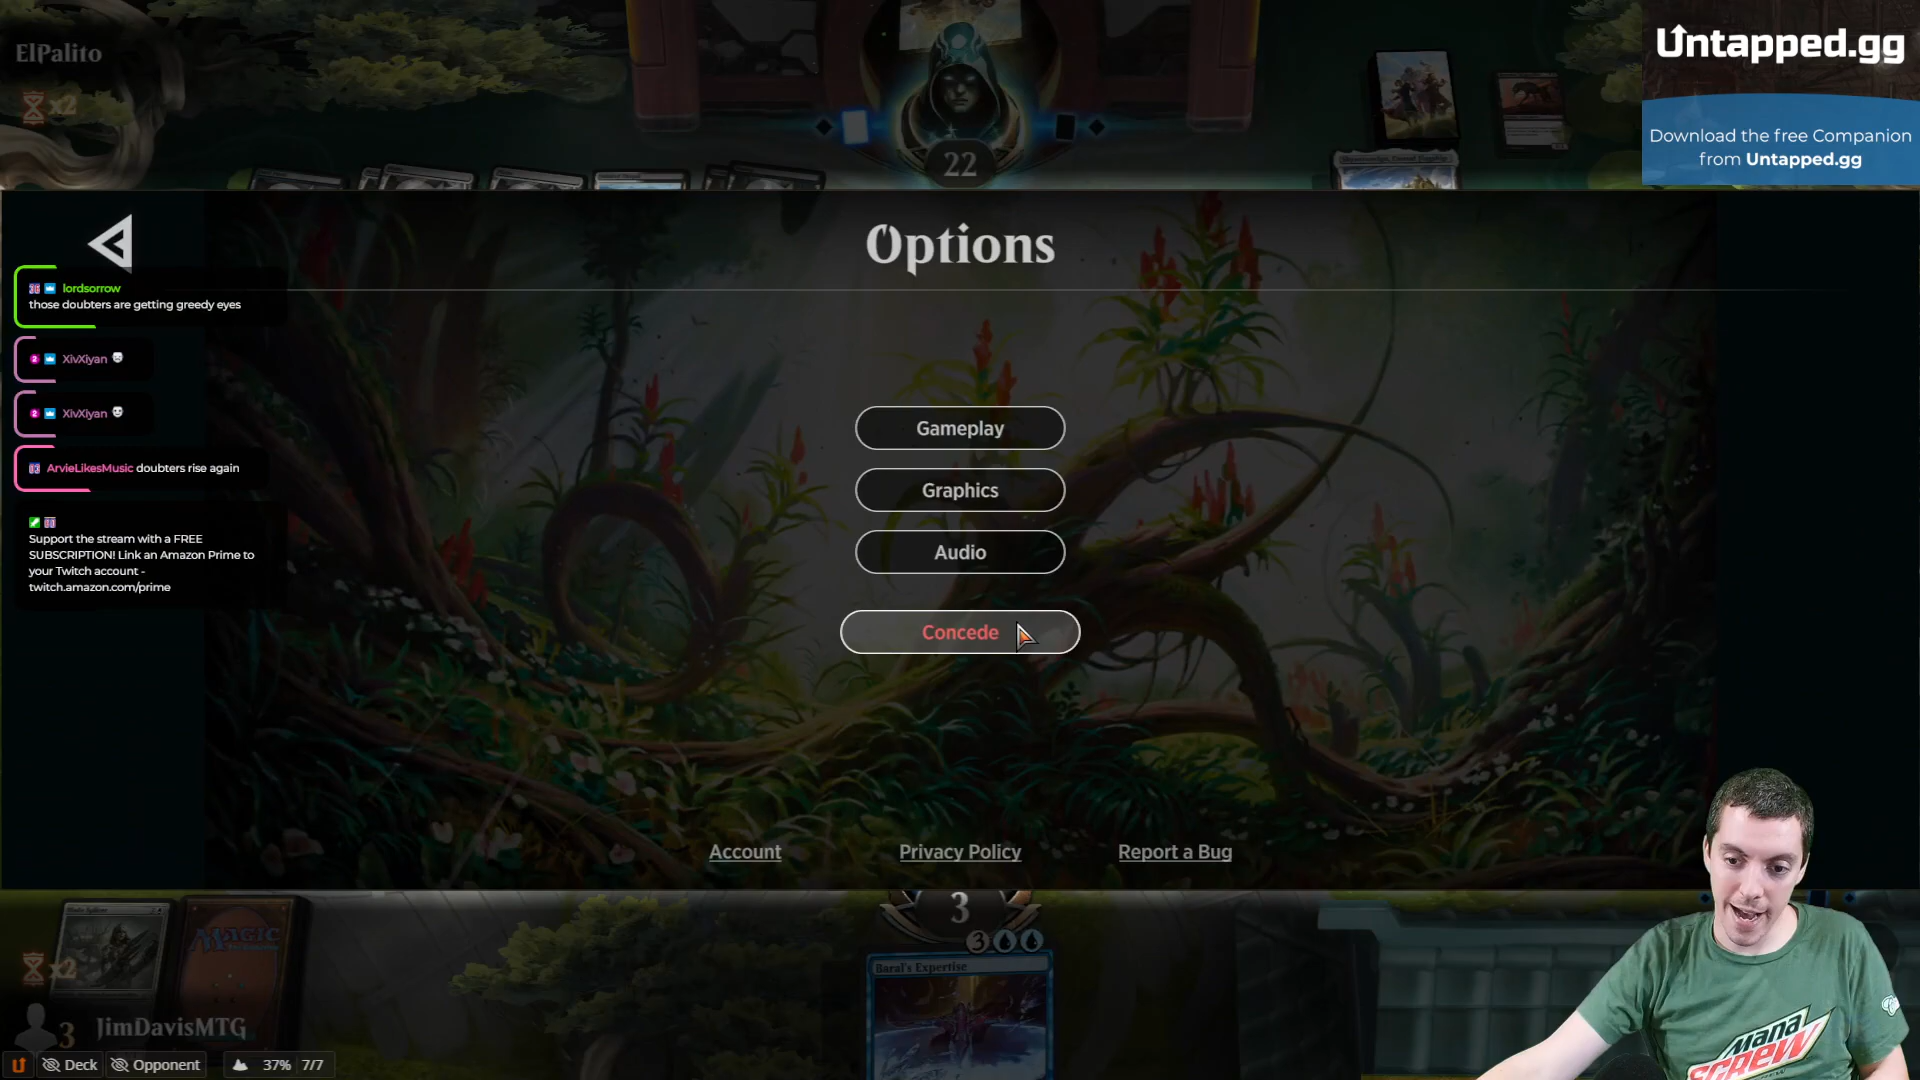 ElPalito
x2
22
Untapped.gg
Download the free Companion
from Untapped.gg
Options
lordsorrow
those doubters are getting greedy eyes
XivXiyan
XivXiyan
ArvieLikesMusic doubters rise again
Support the stream with a FREE
SUBSCRIPTION! Link an Amazon Prime to
your Twitch account -
twitch.amazon.com/prime
Gameplay
Graphics
Audio
Concede
Account
Privacy Policy
Report a Bug
3
3
Baral's Expertise
MAGIC
x2
3
JimDavisMTG
Deck
Opponent
37%
7/7
Mana
SCREW